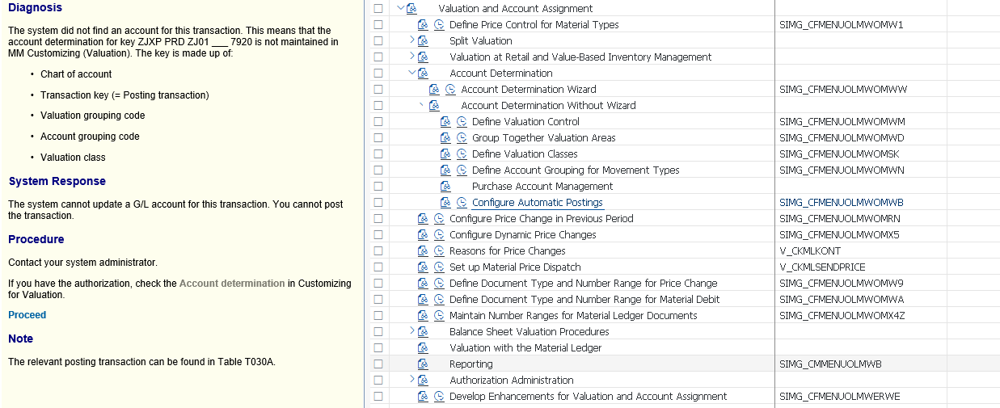 Diagnosis
The system did not find an account for this transaction. This means that the
account determination for key ZJXP PRD ZJ01 ___ 7920 is not maintained in
MM Customizing (Valuation). The key is made up of:
• Chart of account
• Transaction key (= Posting transaction)
• Valuation grouping code
• Account grouping code
• Valuation class
System Response
The system cannot update a G/L account for this transaction. You cannot post
the transaction.
Procedure
Contact your system administrator.
If you have the authorization, check the Account determination in Customizing
for Valuation.
Proceed
Note
The relevant posting transaction can be found in Table T030A.
Valuation and Account Assignment
Define Price Control for Material Types SIMG_CFMENUOLMWOMW1
Split Valuation
Valuation at Retail and Value-Based Inventory Management
Account Determination
Account Determination Wizard SIMG_CFMENUOLMWOMWW
Account Determination Without Wizard
Define Valuation Control SIMG_CFMENUOLMWOMWM
Group Together Valuation Areas SIMG_CFMENUOLMWOMWD
Define Valuation Classes SIMG_CFMENUOLMWOMSK
Define Account Grouping for Movement Types SIMG_CFMENUOLMWOMWN
Purchase Account Management
Configure Automatic Postings SIMG_CFMENUOLMWOMWB
Configure Price Change in Previous Period SIMG_CFMENUOLMWOMRN
Configure Dynamic Price Changes SIMG_CFMENUOLMWOMX5
Reasons for Price Changes V_CKMLKONT
Set up Material Price Dispatch V_CKMLSENDPRICE
Define Document Type and Number Range for Price Change SIMG_CFMENUOLMWOMW9
Define Document Type and Number Range for Material Debit SIMG_CFMENUOLMWOMWA
Maintain Number Ranges for Material Ledger Documents SIMG_CFMENUOLMWOMX4Z
Balance Sheet Valuation Procedures
Valuation with the Material Ledger
Reporting SIMG_CMMENUOLMWB
Authorization Administration
Develop Enhancements for Valuation and Account Assignment SIMG_CFMENUOLMWERWE